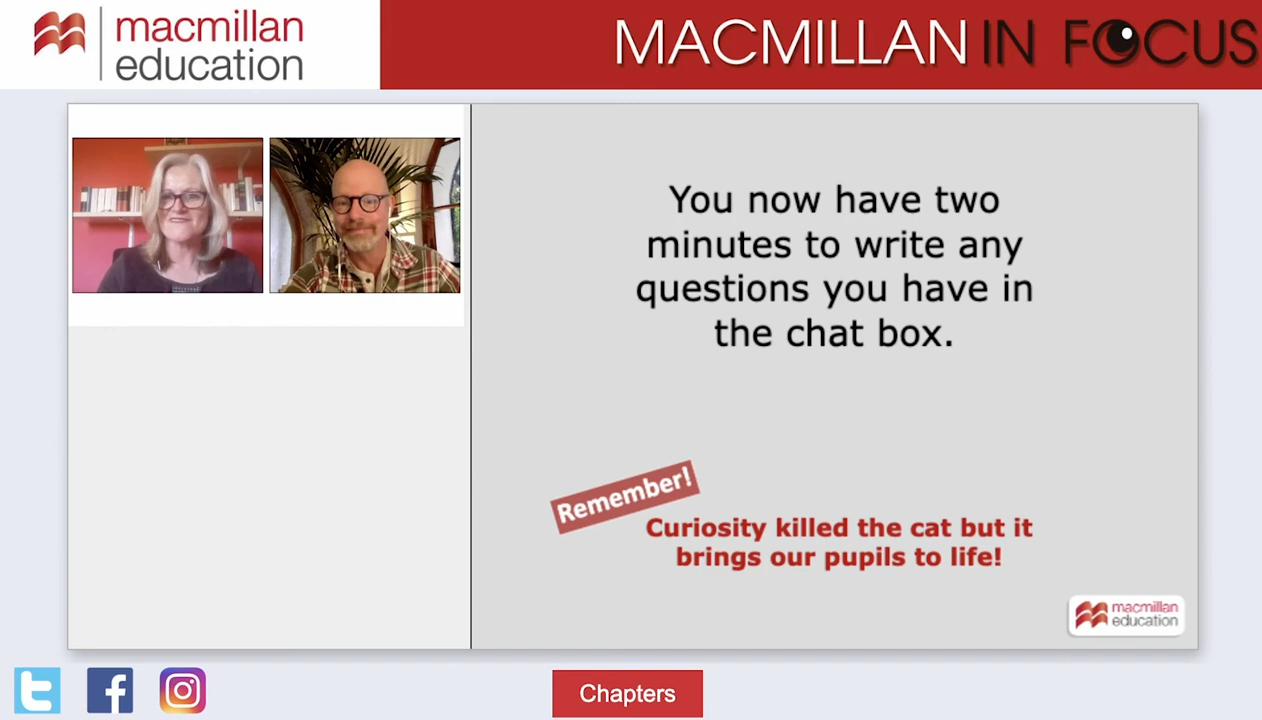 macmillan
education
MACMILLAN IN FOCUS
You now have two
minutes to write any
questions you have in
the chat box.
Remember!
Curiosity killed the cat but it
brings our pupils to life!
macmillan
education
Chapters